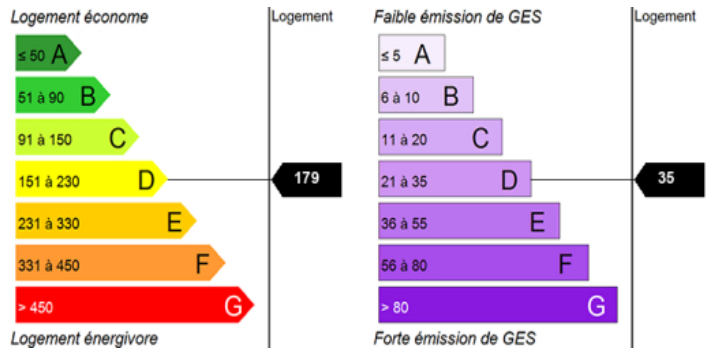 Logement économe
Logement
≤ 50 A
51 à 90 B
91 à 150 C
151 à 230 D
179
231 à 330 E
331 à 450 F
> 450 G
Logement énergivore
Faible émission de GES
Logement
≤ 5 A
6 à 10 B
11 à 20 C
21 à 35 D
35
36 à 55 E
56 à 80 F
> 80 G
Forte émission de GES